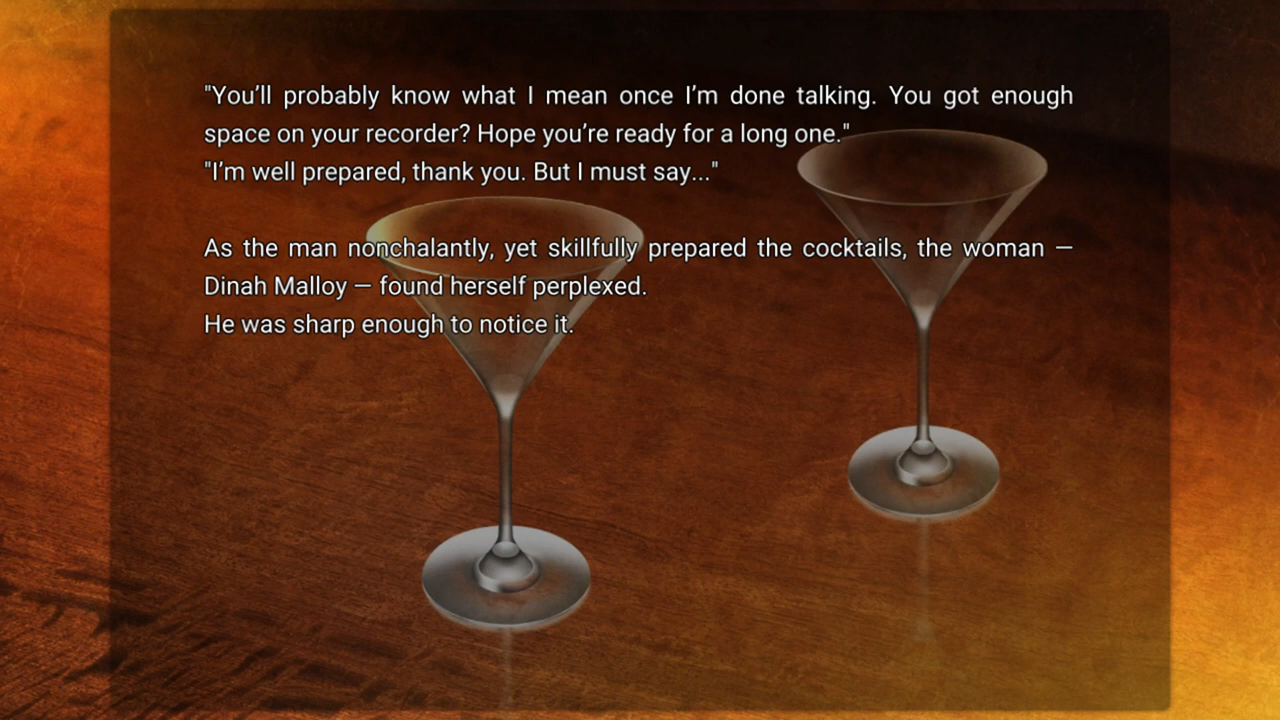 "You’ll probably know what I mean once I’m done talking. You got enough
space on your recorder? Hope you’re ready for a long one."
"I’m well prepared, thank you. But I must say..."
As the man nonchalantly, yet skillfully prepared the cocktails, the woman —
Dinah Malloy — found herself perplexed.
He was sharp enough to notice it.